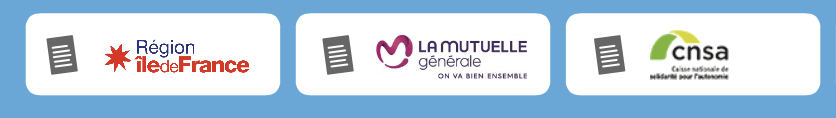 Région
îledeFrance
LA MUTUELLE
générale
ON VA BIEN ENSEMBLE
cnsa
Caisse nationale de
solidarité pour l'autonomie